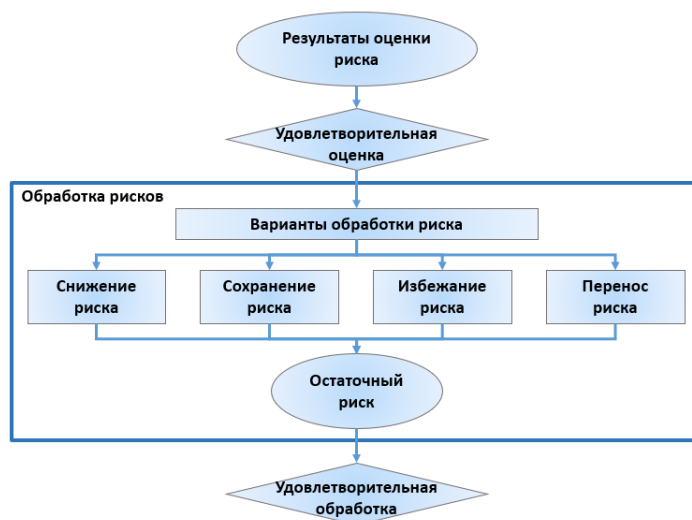 Результаты оценки
риска
Удовлетворительная
оценка
Обработка рисков
Варианты обработки риска
Снижение
риска
Сохранение
риска
Избежание
риска
Перенос
риска
Остаточный
риск
Удовлетворительная
обработка